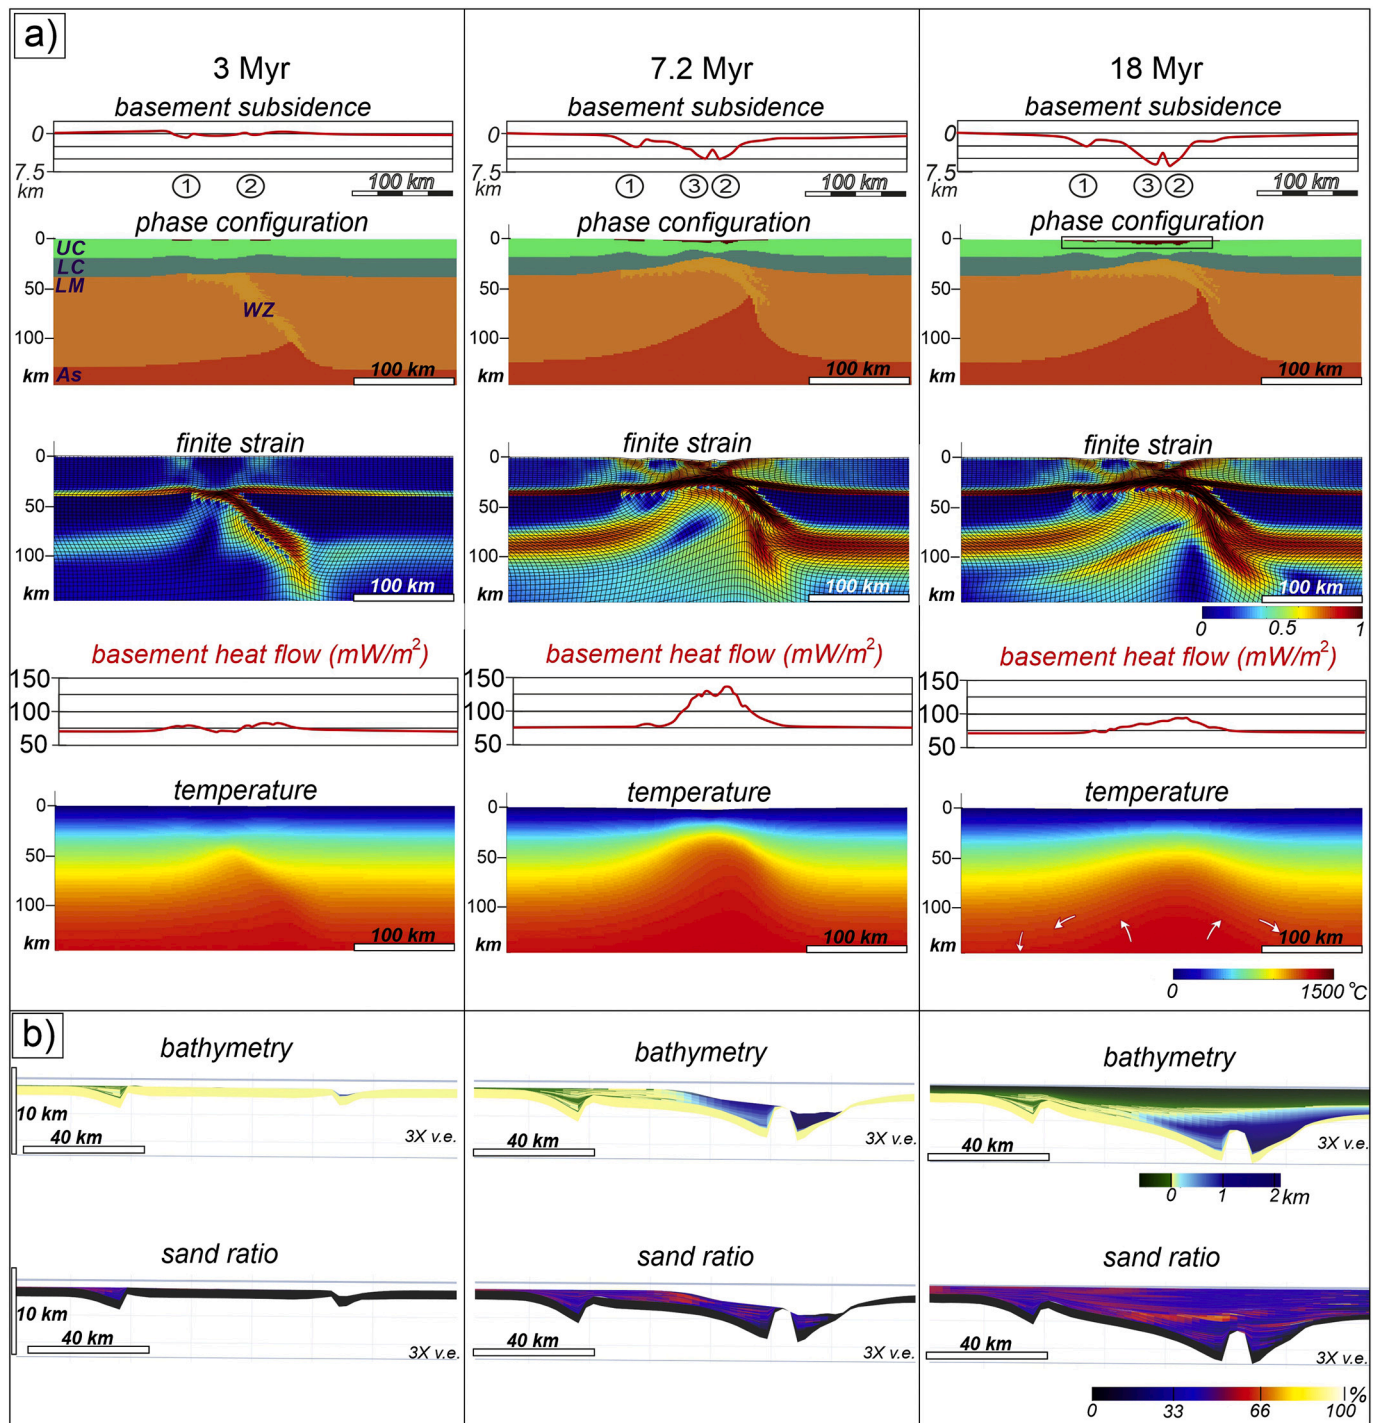 a)
3 Myr
7.2 Myr
18 Myr
basement subsidence
basement subsidence
basement subsidence
0
7.5
km
1
2
100 km
0
7.5
km
1
3
2
100 km
0
7.5
km
1
3
2
100 km
phase configuration
phase configuration
phase configuration
0
50
100
km
UC
LC
LM
WZ
As
100 km
0
50
100
km
100 km
0
50
100
km
100 km
finite strain
finite strain
finite strain
0
50
100
km
100 km
0
50
100
km
100 km
0
50
100
km
100 km
0 0.5 1
basement heat flow (mW/m²)
basement heat flow (mW/m²)
basement heat flow (mW/m²)
150
100
50
150
100
50
150
100
50
temperature
temperature
temperature
0
50
100
km
100 km
0
50
100
km
100 km
0
50
100
km
100 km
0 1500 °C
b)
bathymetry
bathymetry
bathymetry
10 km
40 km
3X v.e.
40 km
3X v.e.
40 km
3X v.e.
0 1 2 km
sand ratio
sand ratio
sand ratio
10 km
40 km
3X v.e.
40 km
3X v.e.
40 km
3X v.e.
0 33 66 100 %